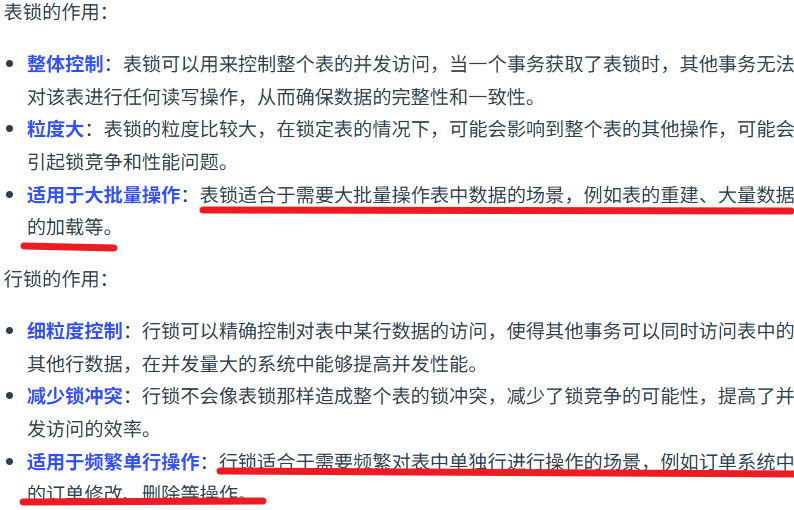 表锁的作用：
整体控制：表锁可以用来控制整个表的并发访问，当一个事务获取了表锁时，其他事务无法
对该表进行任何读写操作，从而确保数据的完整性和一致性。
粒度大：表锁的粒度比较大，在锁定表的情况下，可能会影响到整个表的其他操作，可能会
引起锁竞争和性能问题。
适用于大批量操作：表锁适合于需要大批量操作表中数据的场景，例如表的重建、大量数据
的加载等。
行锁的作用：
细粒度控制：行锁可以精确控制对表中某行数据的访问，使得其他事务可以同时访问表中的
其他行数据，在并发量大的系统中能够提高并发性能。
减少锁冲突：行锁不会像表锁那样造成整个表的锁冲突，减少了锁竞争的可能性，提高了并
发访问的效率。
适用于频繁单行操作：行锁适合于需要频繁对表中单独行进行操作的场景，例如订单系统中
的订单修改、删除等操作。